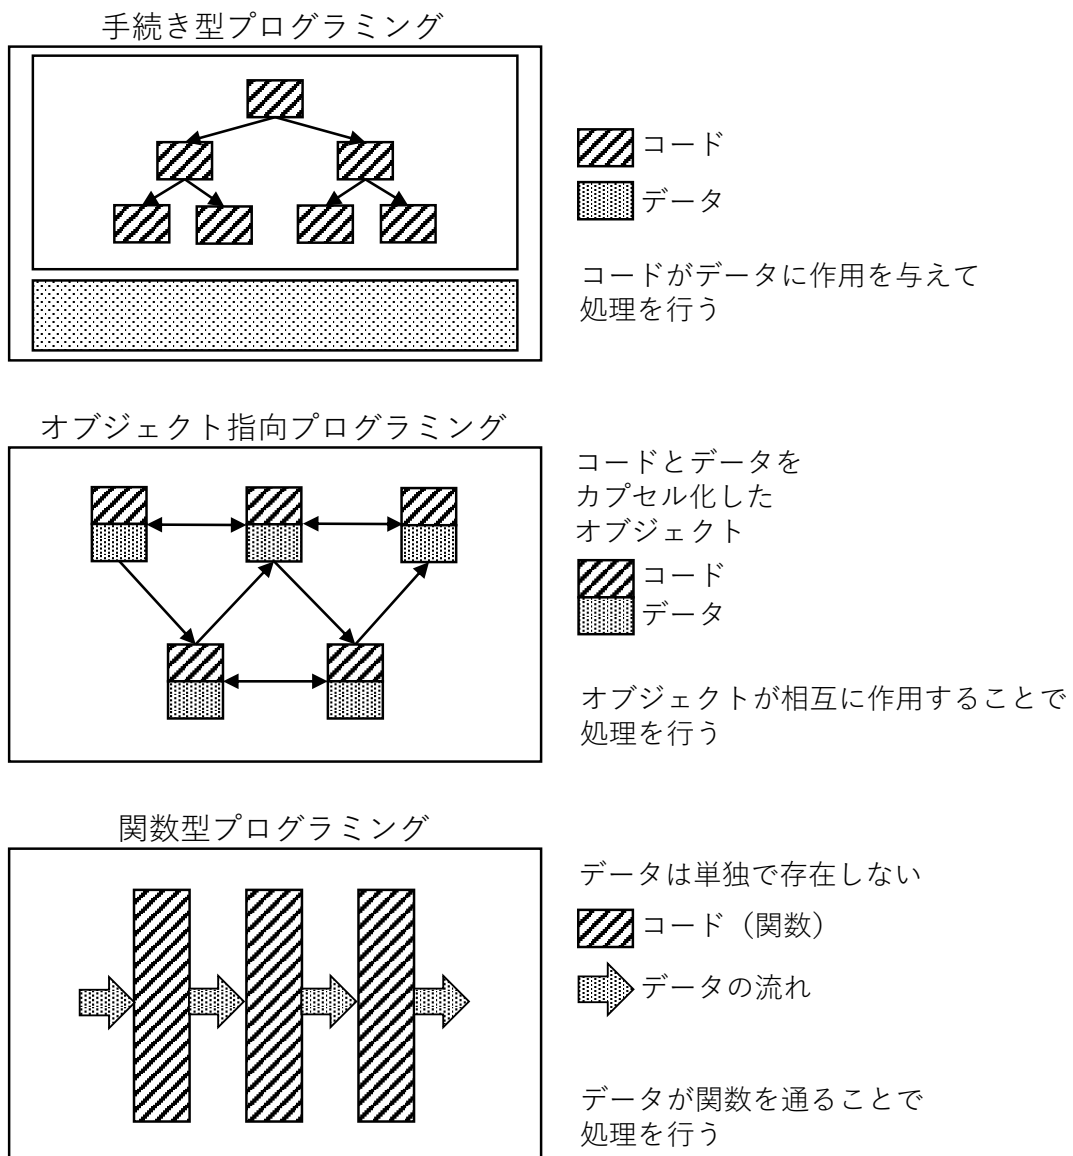 手続き型プログラミング
コード
データ
コードがデータに作用を与えて
処理を行う
オブジェクト指向プログラミング
コードとデータを
カプセル化した
オブジェクト
コード
データ
オブジェクトが相互に作用することで
処理を行う
関数型プログラミング
データは単独で存在しない
コード（関数）
データの流れ
データが関数を通ることで
処理を行う